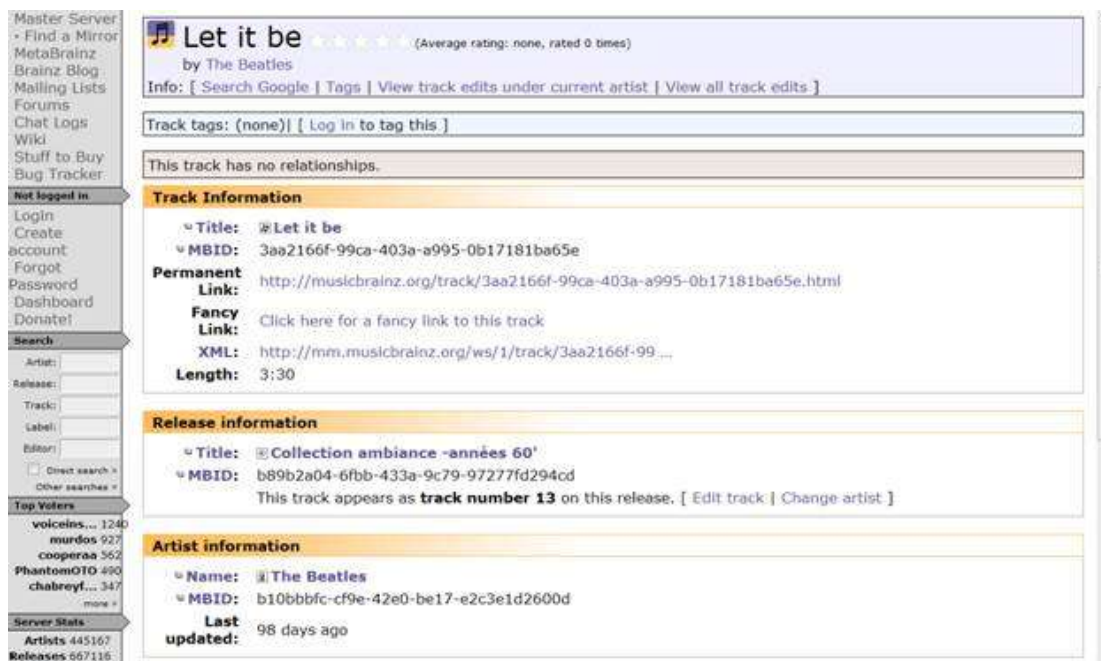 Master Server
· Find a Mirror
MetaBrainz
Brainz Blog
Mailing Lists
Forums
Chat Logs
Wiki
Stuff to Buy
Bug Tracker
Not logged in
Login
Create
account
Forgot
Password
Dashboard
Donate!
Search
Artist:
Release:
Track:
Label:
Editor:
Direct search »
Other searches »
Top Voters
voiceins... 1240
murdos 927
cooperaa 562
PhantomOTO 490
chabreyf... 347
more »
Server Stats
Artists 445167
Releases 667116
Let it be (Average rating: none, rated 0 times)
by The Beatles
Info: [ Search Google | Tags | View track edits under current artist | View all track edits ]
Track tags: (none)| [ Log in to tag this ]
This track has no relationships.
Track Information
Title: Let it be
MBID: 3aa2166f-99ca-403a-a995-0b17181ba65e
Permanent
Link: http://musicbrainz.org/track/3aa2166f-99ca-403a-a995-0b17181ba65e.html
Fancy
Link: Click here for a fancy link to this track
XML: http://mm.musicbrainz.org/ws/1/track/3aa2166f-99 ...
Length: 3:30
Release information
Title: Collection ambiance -années 60'
MBID: b89b2a04-6fbb-433a-9c79-97277fd294cd
This track appears as track number 13 on this release. [ Edit track | Change artist ]
Artist information
Name: The Beatles
MBID: b10bbbfc-cf9e-42e0-be17-e2c3e1d2600d
Last
updated: 98 days ago